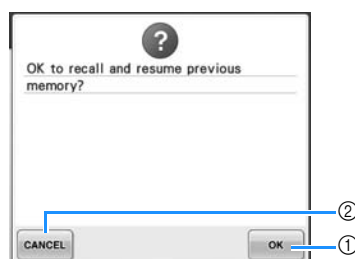 ?
OK to recall and resume previous
memory?
②
CANCEL OK ①